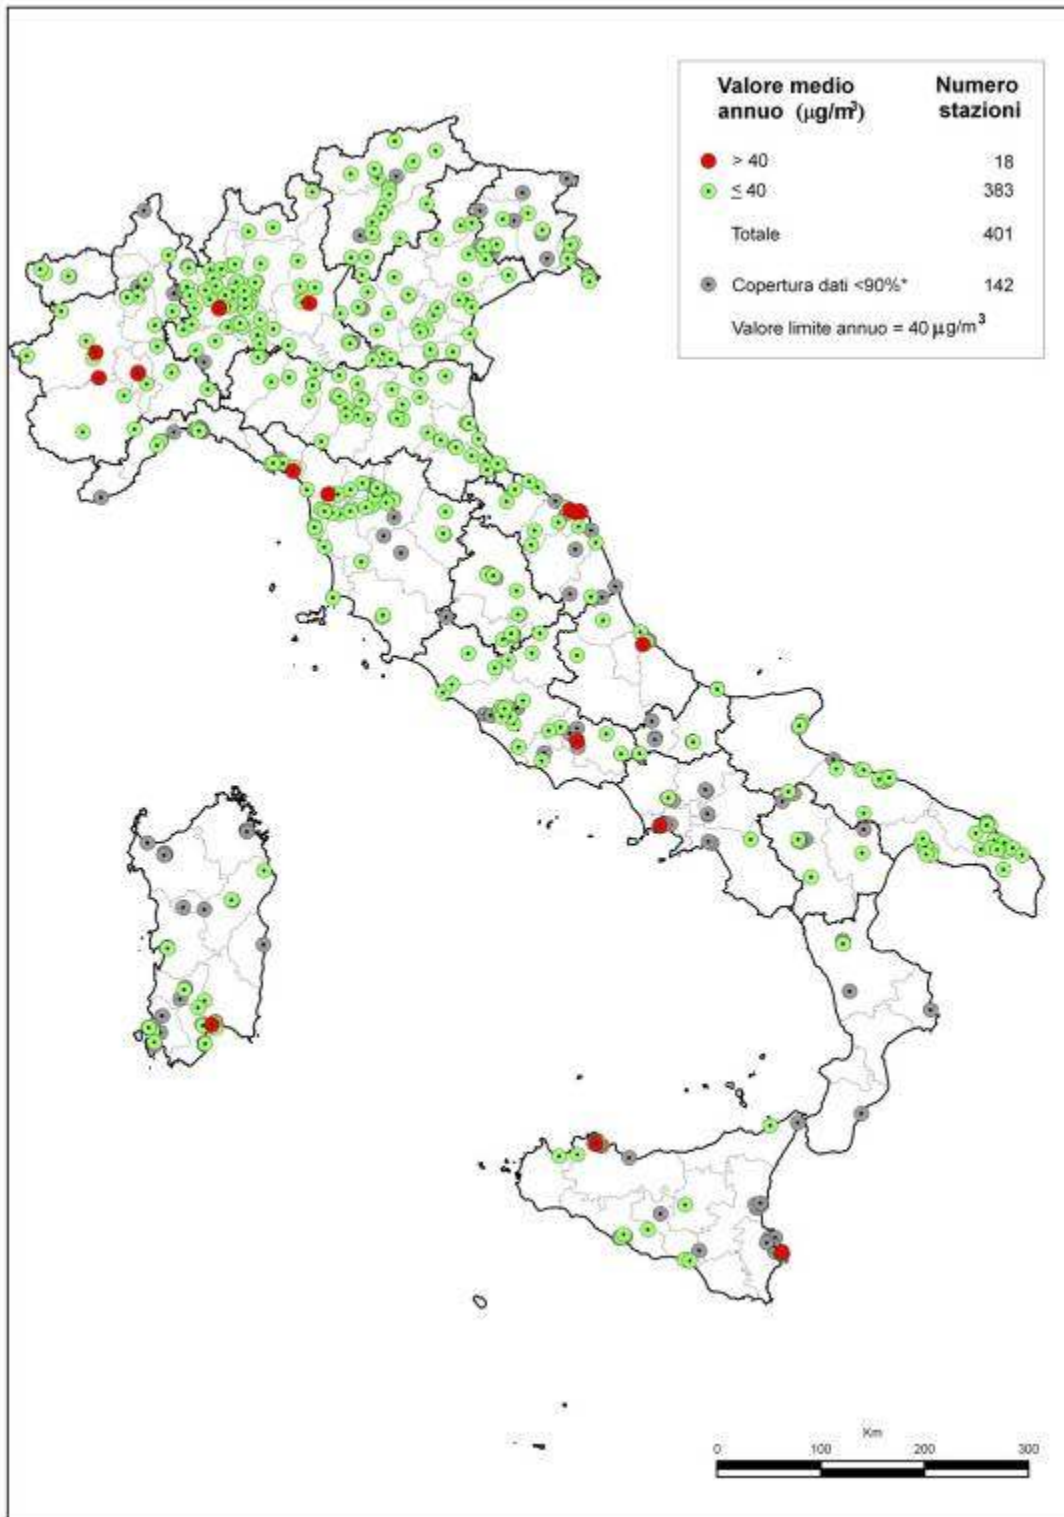 Valore medio annuo (µg/m³) Numero stazioni
> 40 18
≤ 40 383
Totale 401
Copertura dati <90%* 142
Valore limite annuo = 40 µg/m³
Km
0 100 200 300